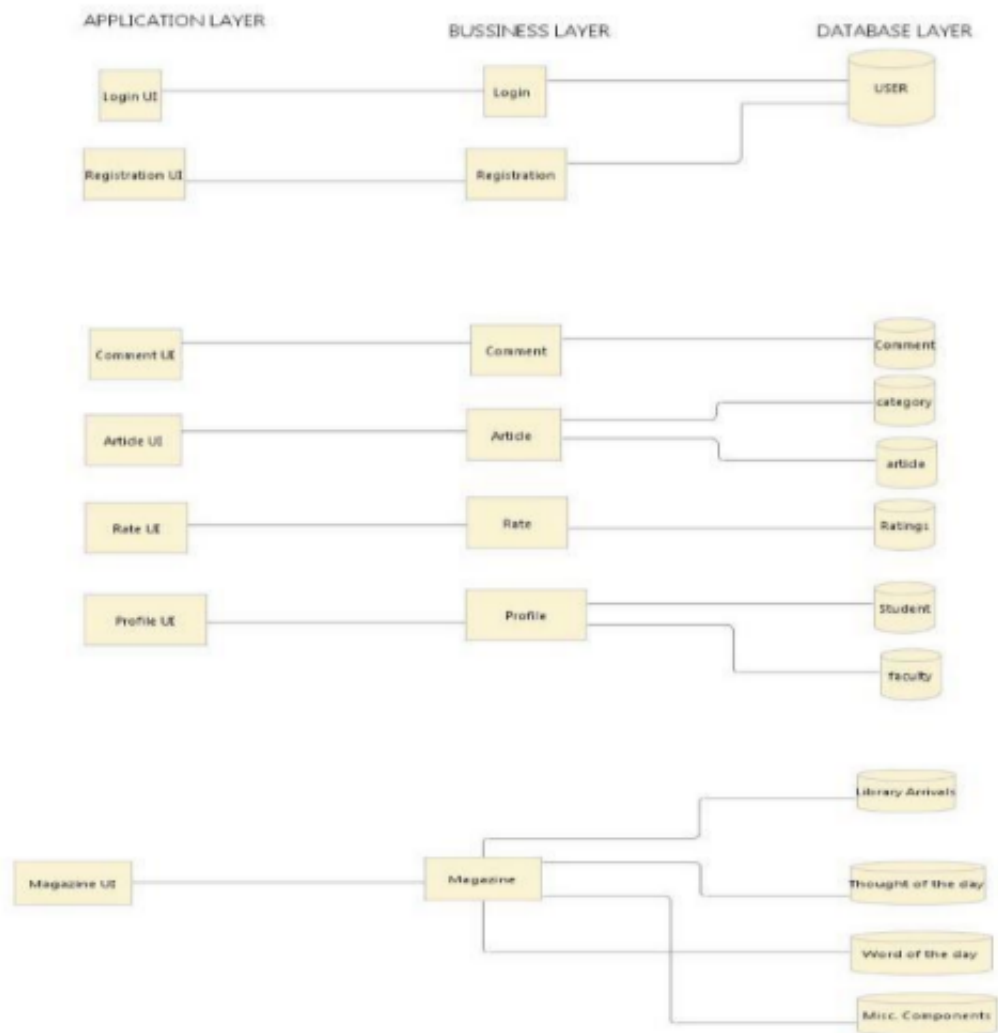 APPLICATION LAYER
BUSSINESS LAYER
DATABASE LAYER
Login UI
Login
USER
Registration UI
Registration
Comment UI
Comment
Comment
category
Article UI
Article
article
Rate UI
Rate
Ratings
Profile UI
Profile
Student
faculty
Library Arrivals
Magazine UI
Magazine
Thought of the day
Word of the day
Misc. Components